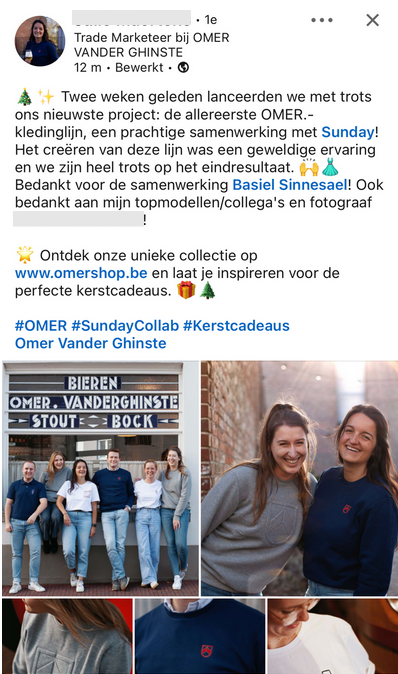 • 1e
Trade Marketeer bij OMER
VANDER GHINSTE
12 m • Bewerkt •
🎄✨ Twee weken geleden lanceerden we met trots
ons nieuwste project: de allereerste OMER.-
kledinglijn, een prachtige samenwerking met Sunday!
Het creëren van deze lijn was een geweldige ervaring
en we zijn heel trots op het eindresultaat. 🙌👗
Bedankt voor de samenwerking Basiel Sinnesael! Ook
bedankt aan mijn topmodellen/collega's en fotograaf
!
🌟 Ontdek onze unieke collectie op
www.omershop.be en laat je inspireren voor de
perfecte kerstcadeaus. 🎁🎄
#OMER #SundayCollab #Kerstcadeaus
Omer Vander Ghinste
BIEREN
OMER. VANDERGHINSTE
STOUT BOCK